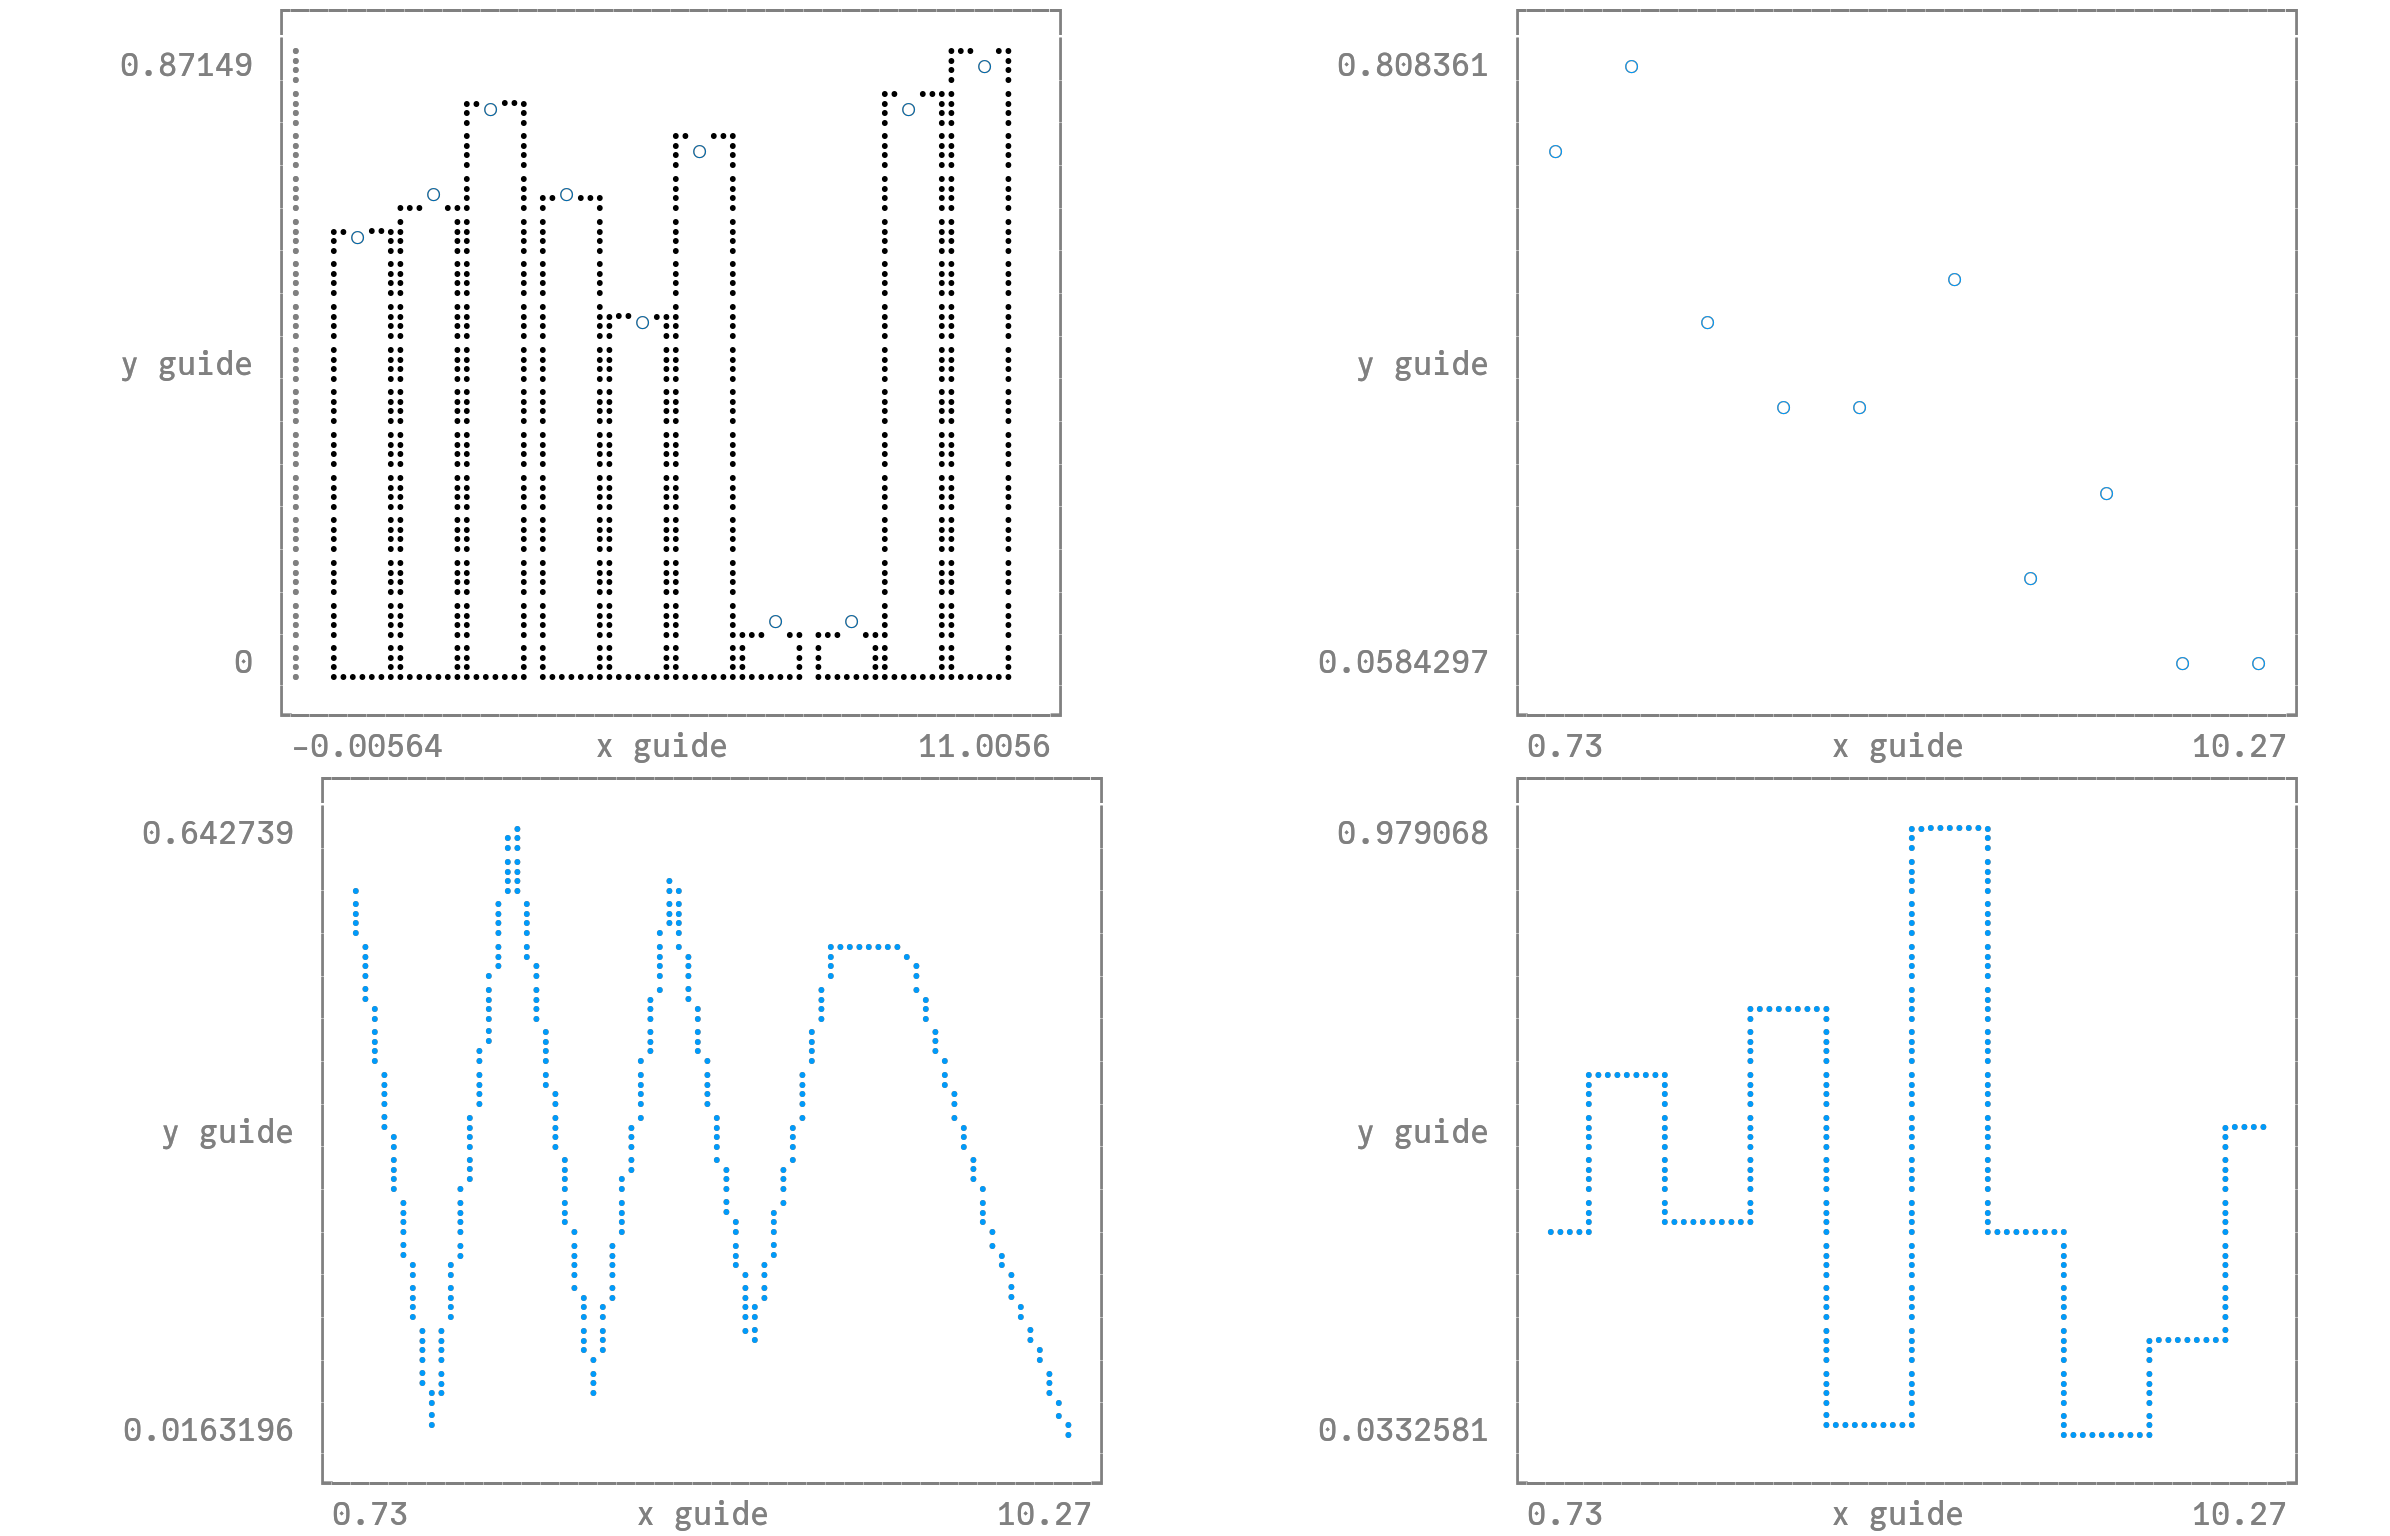 0.87149
y guide
0
-0.00564 x guide 11.0056
0.808361
y guide
0.0584297
0.73 x guide 10.27
0.642739
y guide
0.0163196
0.73 x guide 10.27
0.979068
y guide
0.0332581
0.73 x guide 10.27